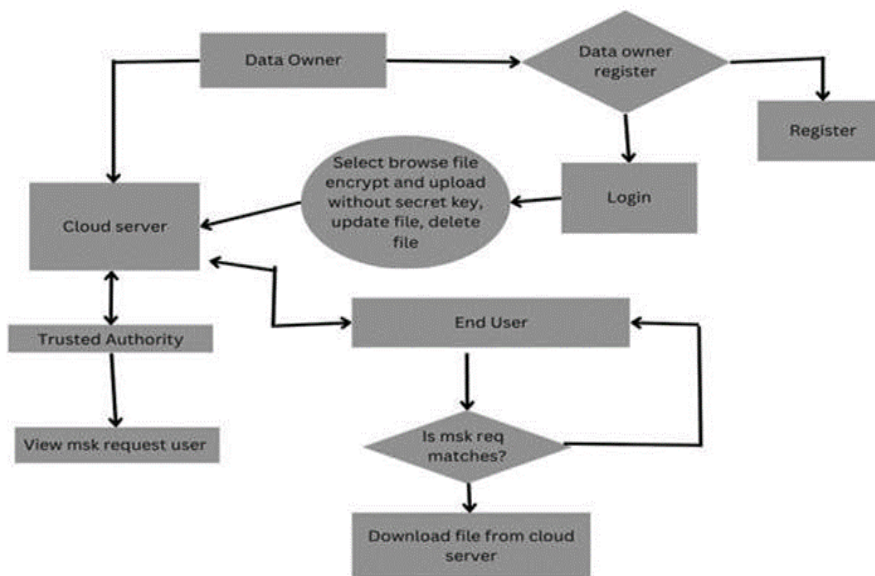 Data Owner
Data owner
register
Register
Select browse file
encrypt and upload
without secret key,
update file, delete
file
Login
Cloud server
End User
Trusted Authority
View msk request user
Is msk req
matches?
Download file from cloud
server